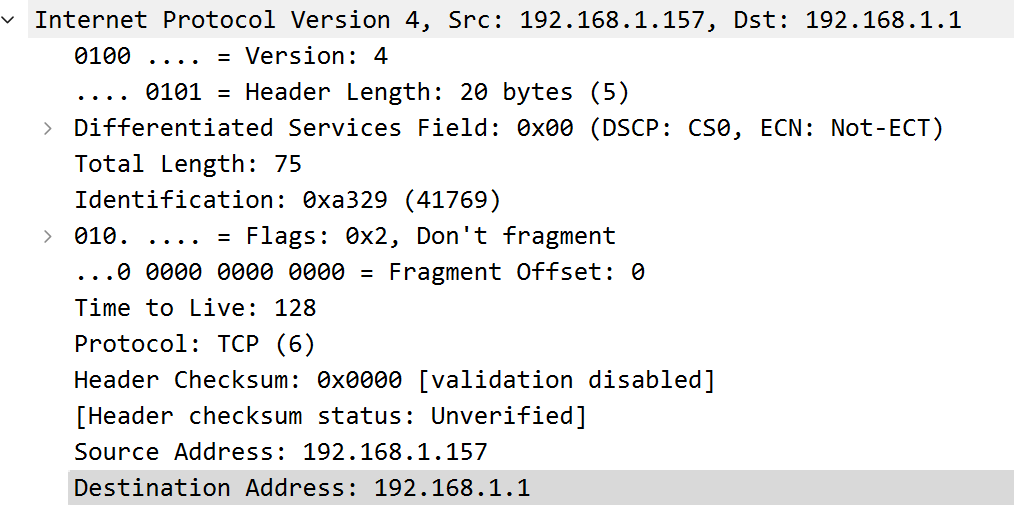 Internet Protocol Version 4, Src: 192.168.1.157, Dst: 192.168.1.1
0100 .... = Version: 4
.... 0101 = Header Length: 20 bytes (5)
Differentiated Services Field: 0x00 (DSCP: CS0, ECN: Not-ECT)
Total Length: 75
Identification: 0xa329 (41769)
010. .... = Flags: 0x2, Don't fragment
...0 0000 0000 0000 = Fragment Offset: 0
Time to Live: 128
Protocol: TCP (6)
Header Checksum: 0x0000 [validation disabled]
[Header checksum status: Unverified]
Source Address: 192.168.1.157
Destination Address: 192.168.1.1